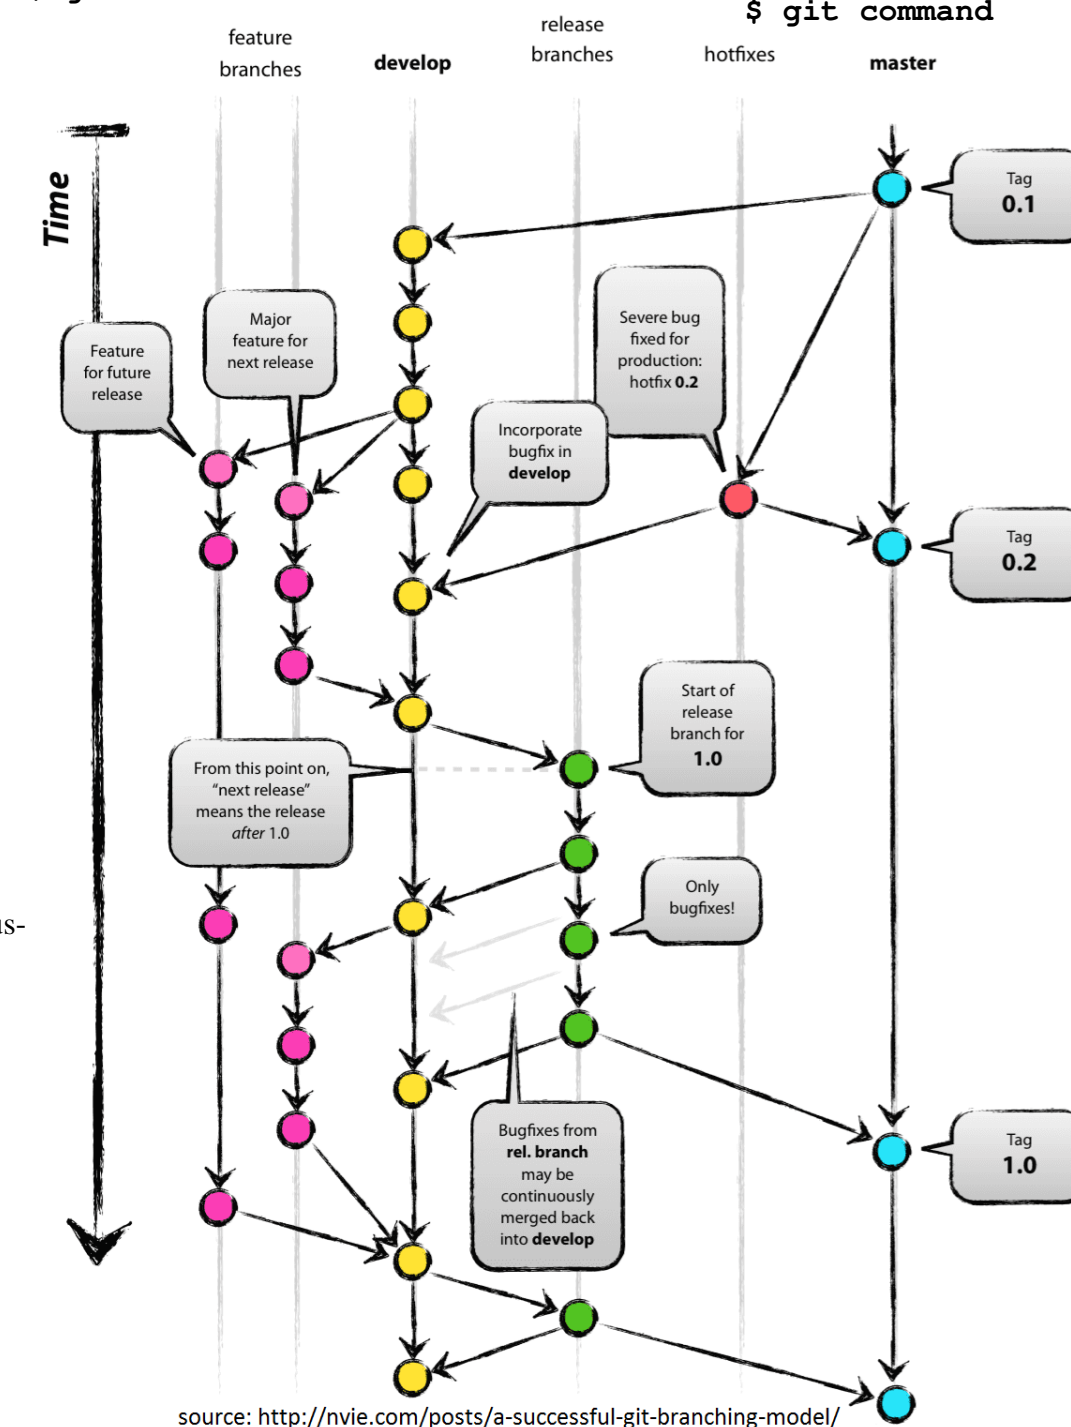 $ git command
feature
branches
develop
release
branches
hotfixes
master
Time
Tag
0.1
Major
feature for
next release
Feature
for future
release
Severe bug
fixed for
production:
hotfix 0.2
Incorporate
bugfix in
develop
Tag
0.2
Start of
release
branch for
1.0
From this point on,
“next release”
means the release
after 1.0
Only
bugfixes!
us-
Bugfixes from
rel. branch
may be
continuously
merged back
into develop
Tag
1.0
source: http://nvie.com/posts/a-successful-git-branching-model/